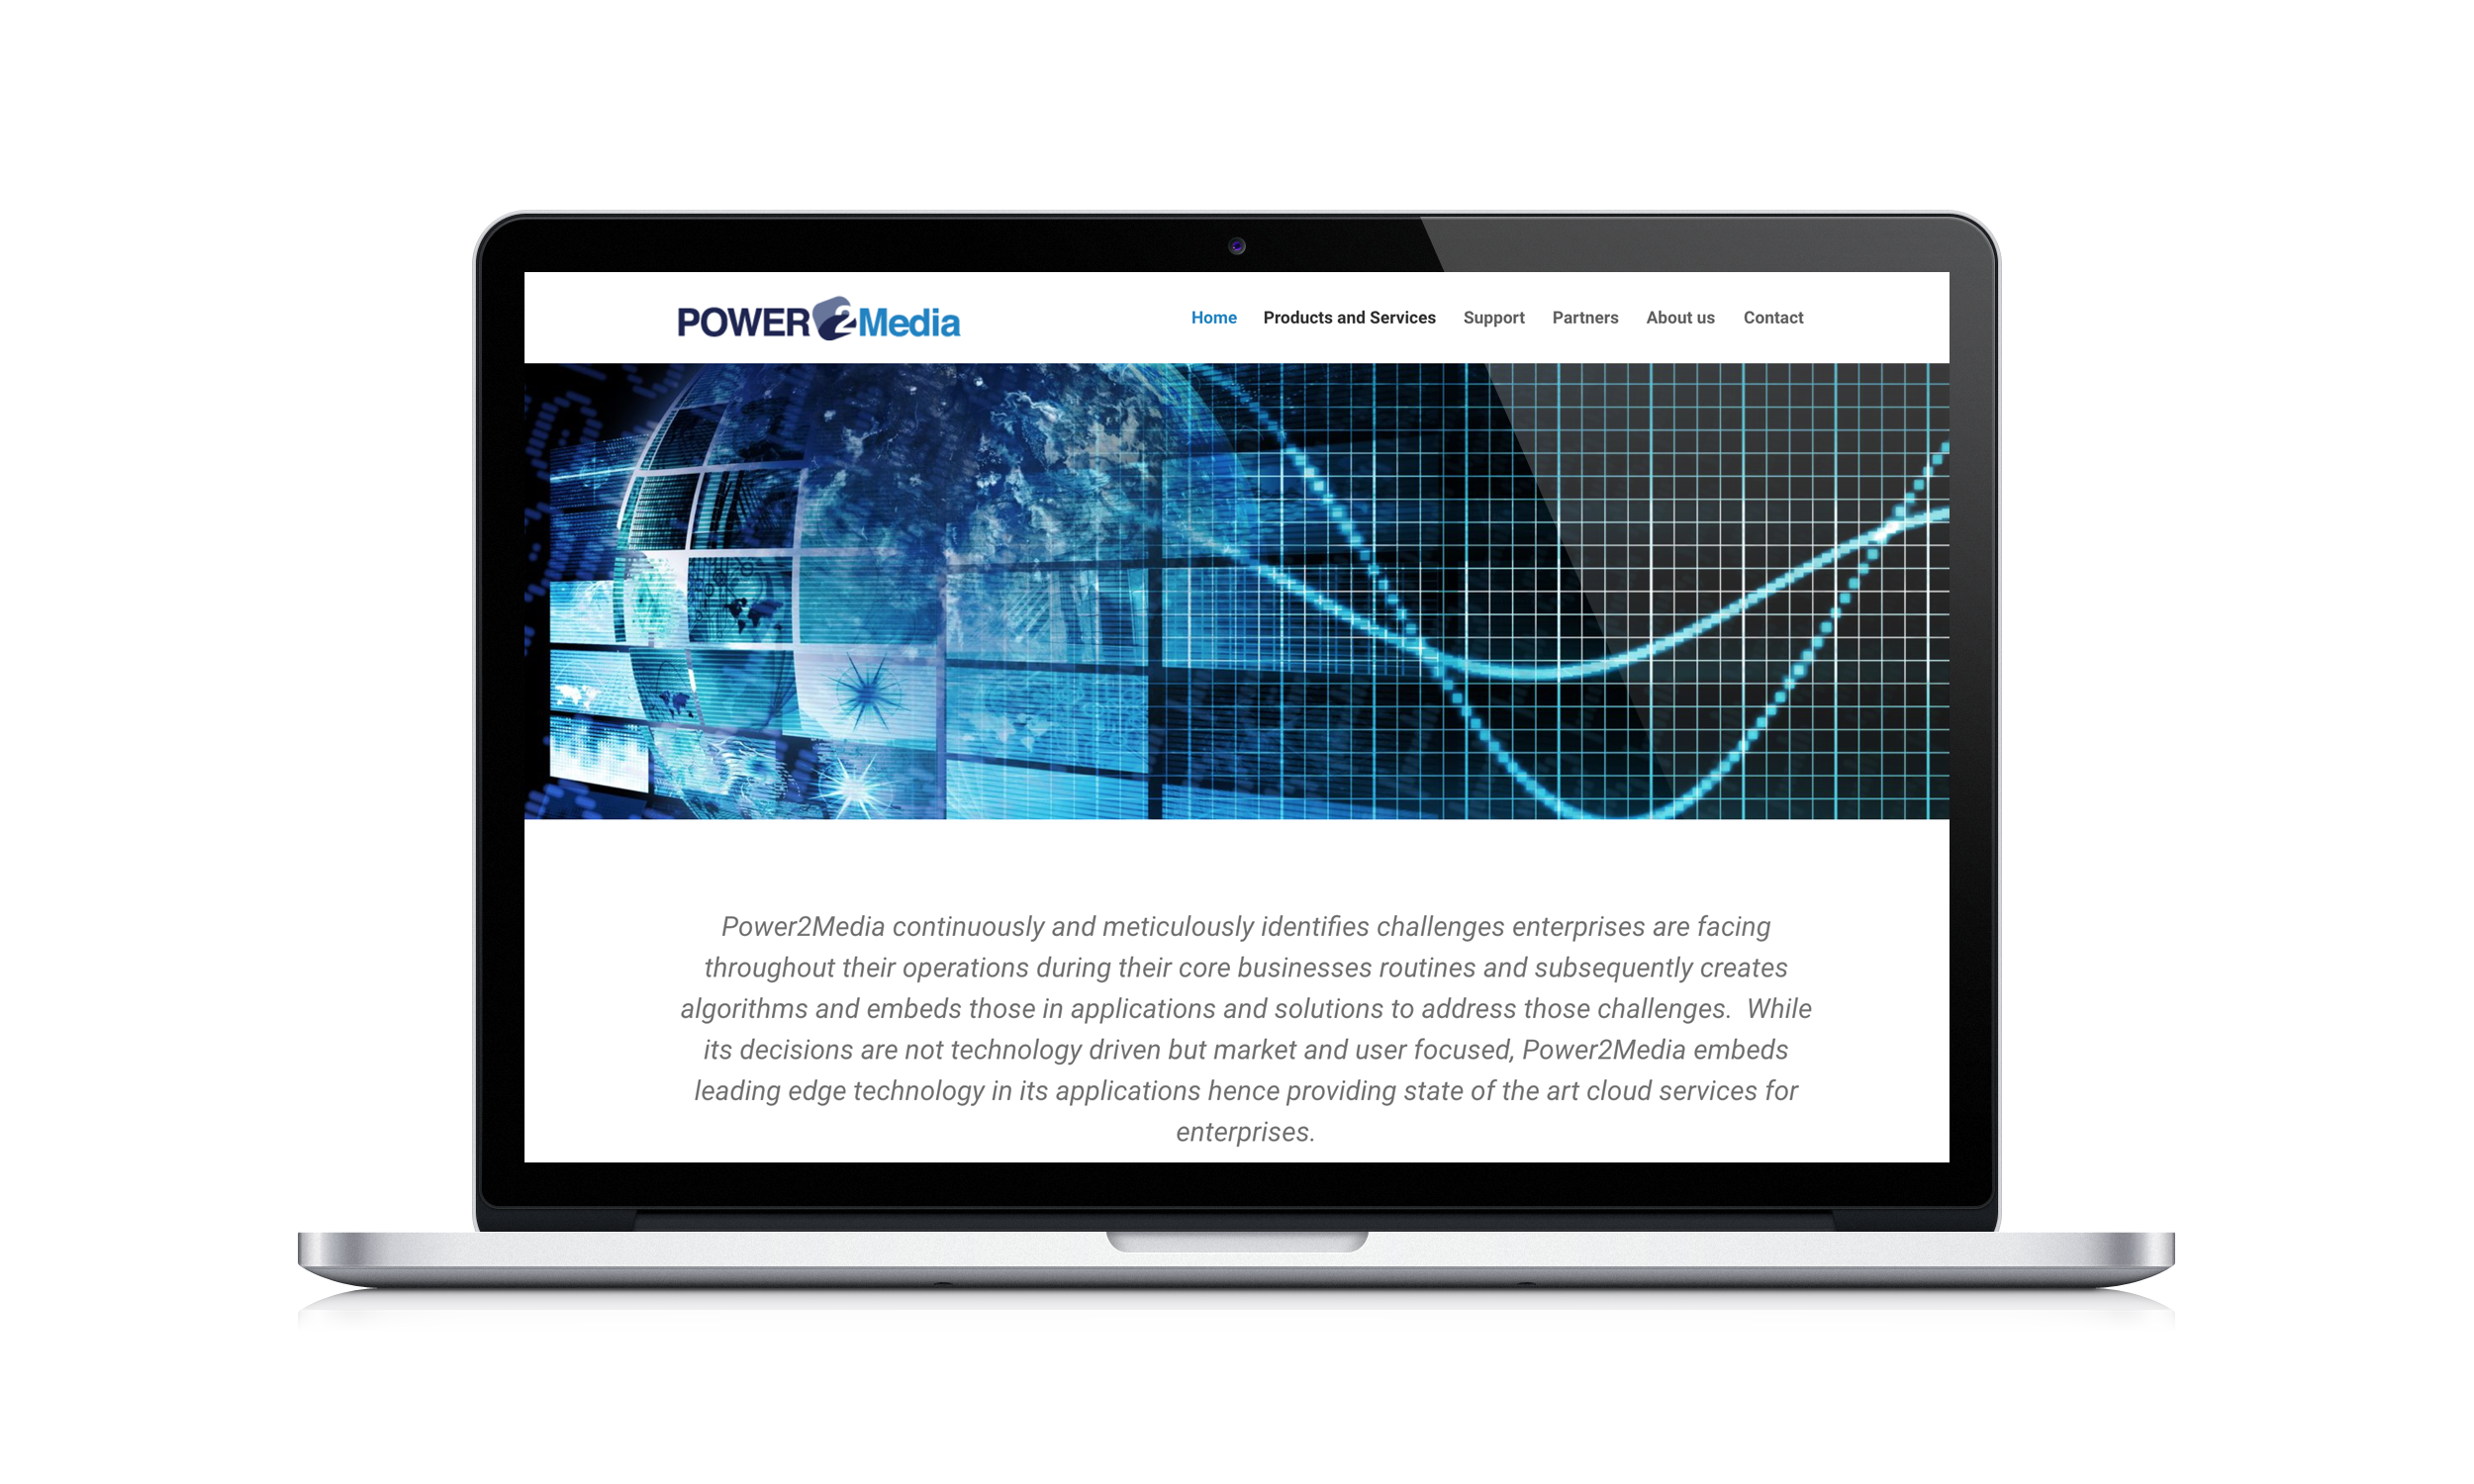 POWER2Media
Home Products and Services Support Partners About us Contact
Power2Media continuously and meticulously identifies challenges enterprises are facing
throughout their operations during their core businesses routines and subsequently creates
algorithms and embeds those in applications and solutions to address those challenges.  While
its decisions are not technology driven but market and user focused, Power2Media embeds
leading edge technology in its applications hence providing state of the art cloud services for
enterprises.